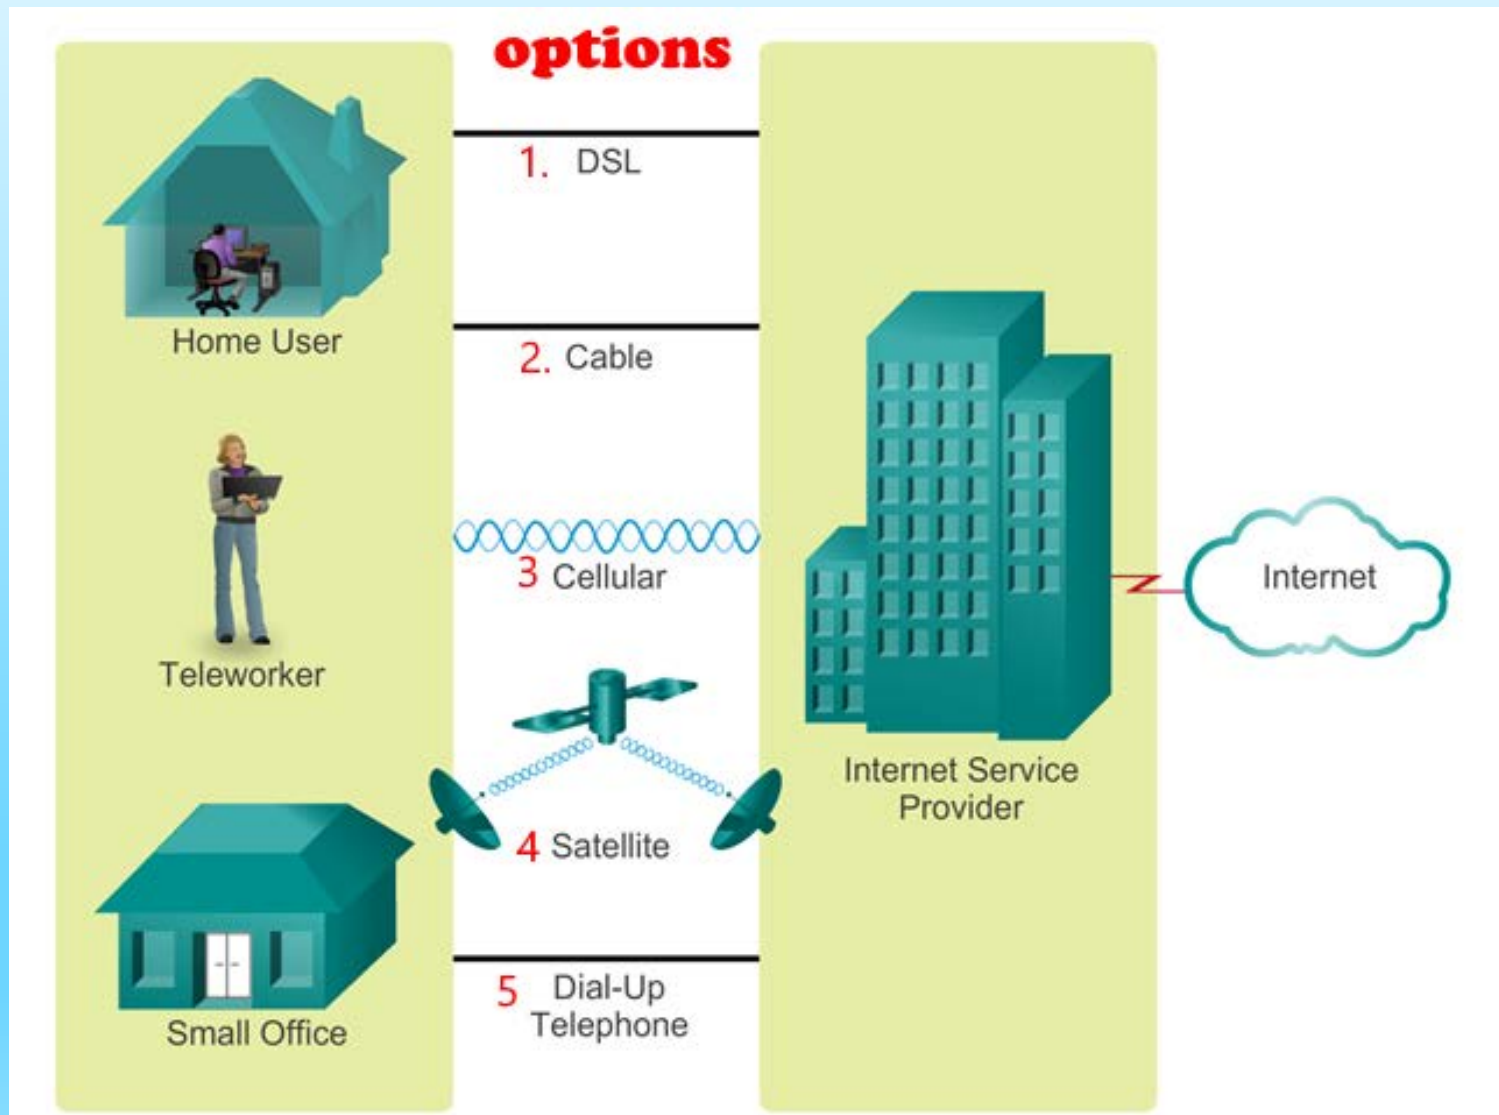 options
1. DSL
Home User
2. Cable
3 Cellular
Teleworker
4 Satellite
Small Office
5 Dial-Up
Telephone
Internet Service
Provider
Internet